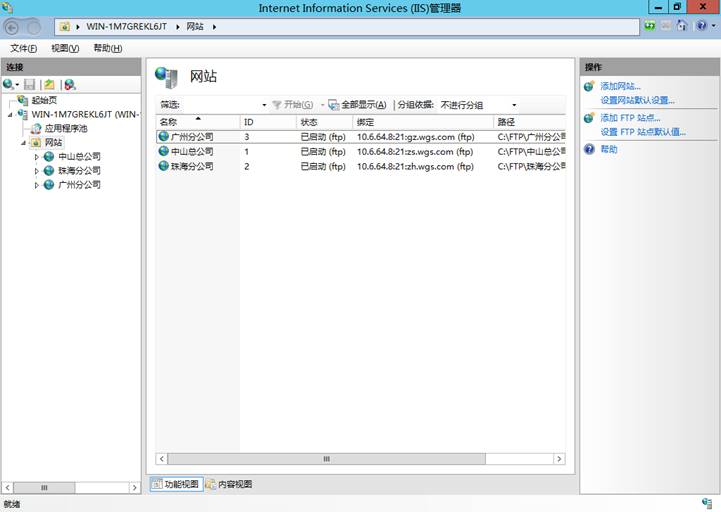 Internet Information Services (IIS)管理器
WIN-1M7GREKL6JT 网站
文件(F) 视图(V) 帮助(H)
连接
起始页
WIN-1M7GREKL6JT (WIN-
应用程序池
网站
中山总公司
珠海分公司
广州分公司
网站
筛选: 开始(G) 全部显示(A) 分组依据: 不进行分组
名称 ID 状态 绑定 路径
广州分公司 3 已启动 (ftp) 10.6.64.8:21:gz.wgs.com (ftp) C:\FTP\广州分公司
中山总公司 1 已启动 (ftp) 10.6.64.8:21:zs.wgs.com (ftp) C:\FTP\中山总公
珠海分公司 2 已启动 (ftp) 10.6.64.8:21:zh.wgs.com (ftp) C:\FTP\珠海分公
功能视图 内容视图
操作
添加网站...
设置网站默认设置...
添加 FTP 站点...
设置 FTP 站点默认值...
帮助
就绪